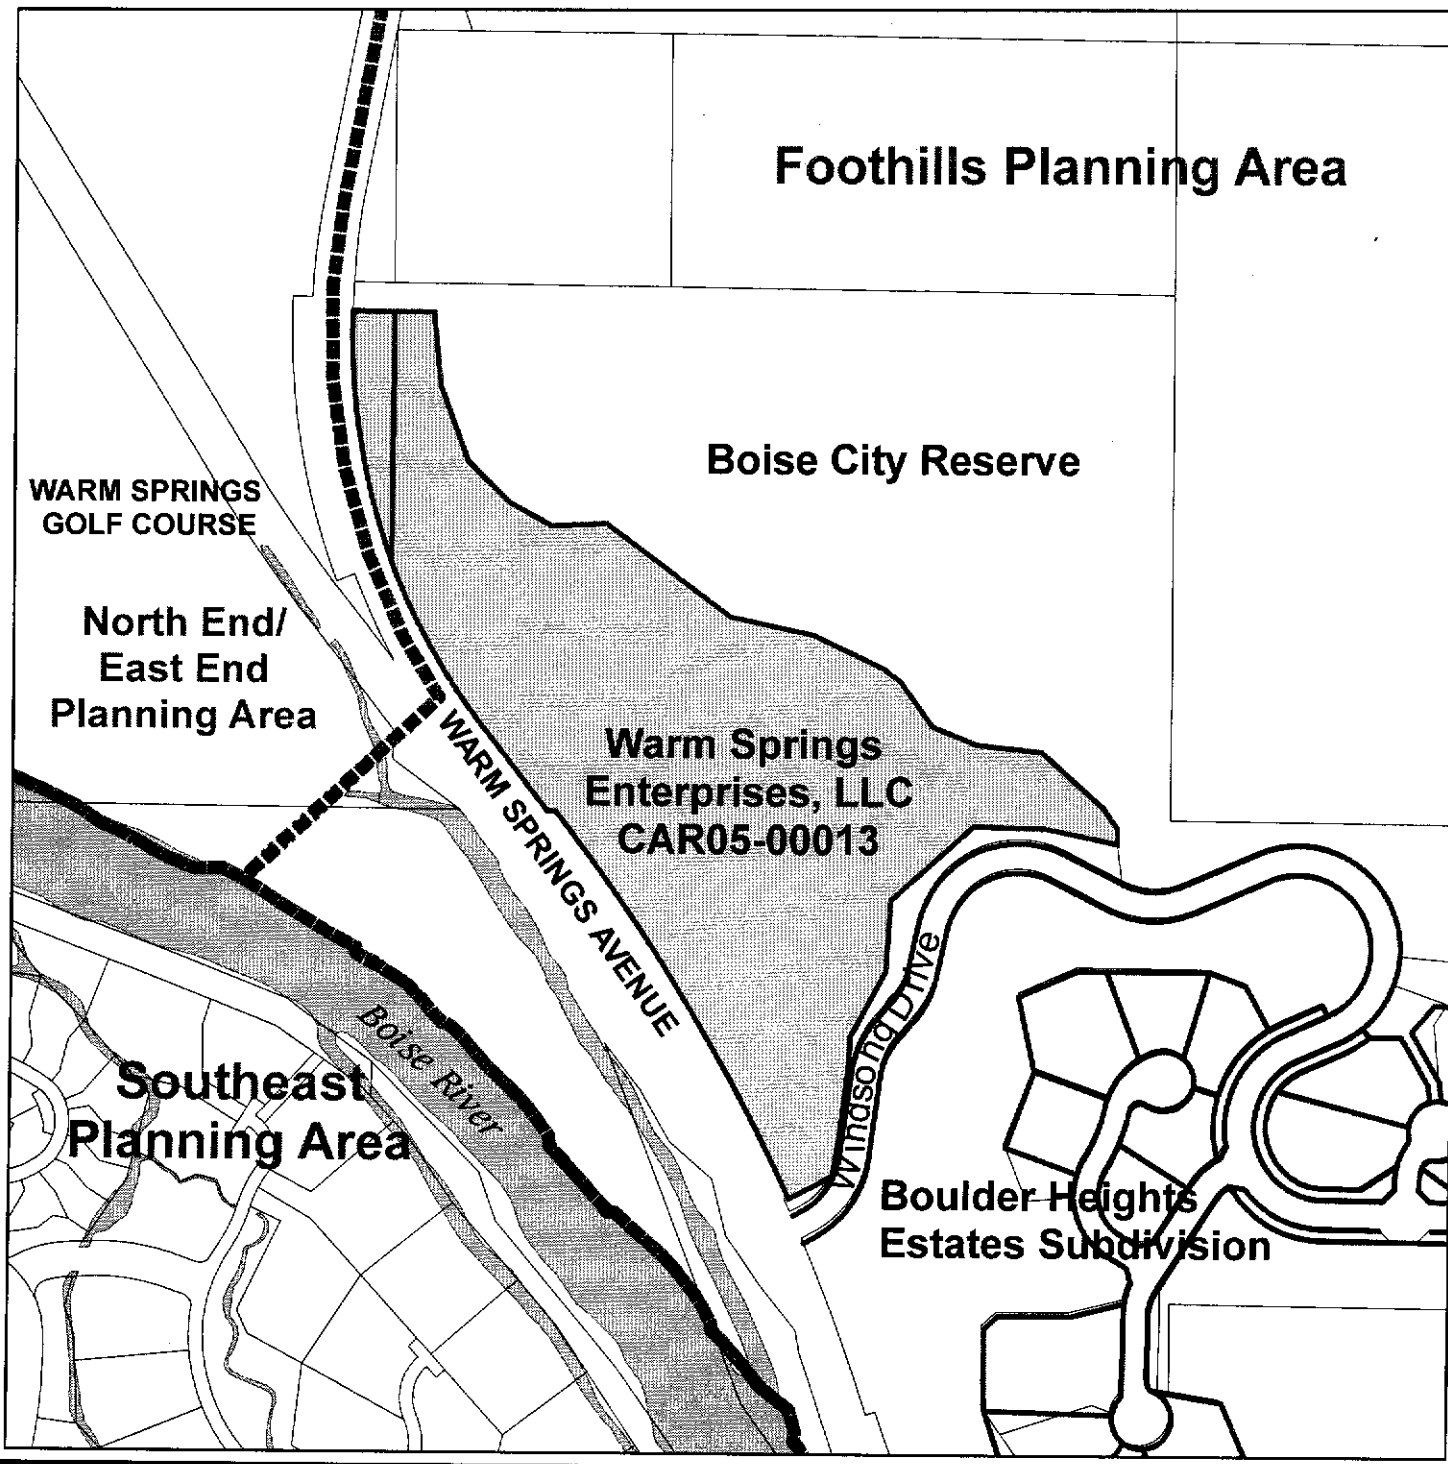 Foothills Planning Area
Boise City Reserve
WARM SPRINGS
GOLF COURSE
North End/
East End
Planning Area
Warm Springs
Enterprises, LLC
CAR05-00013
WARM SPRINGS AVENUE
Windsong Drive
Boise River
Southeast
Planning Area
Boulder Heights
Estates Subdivision